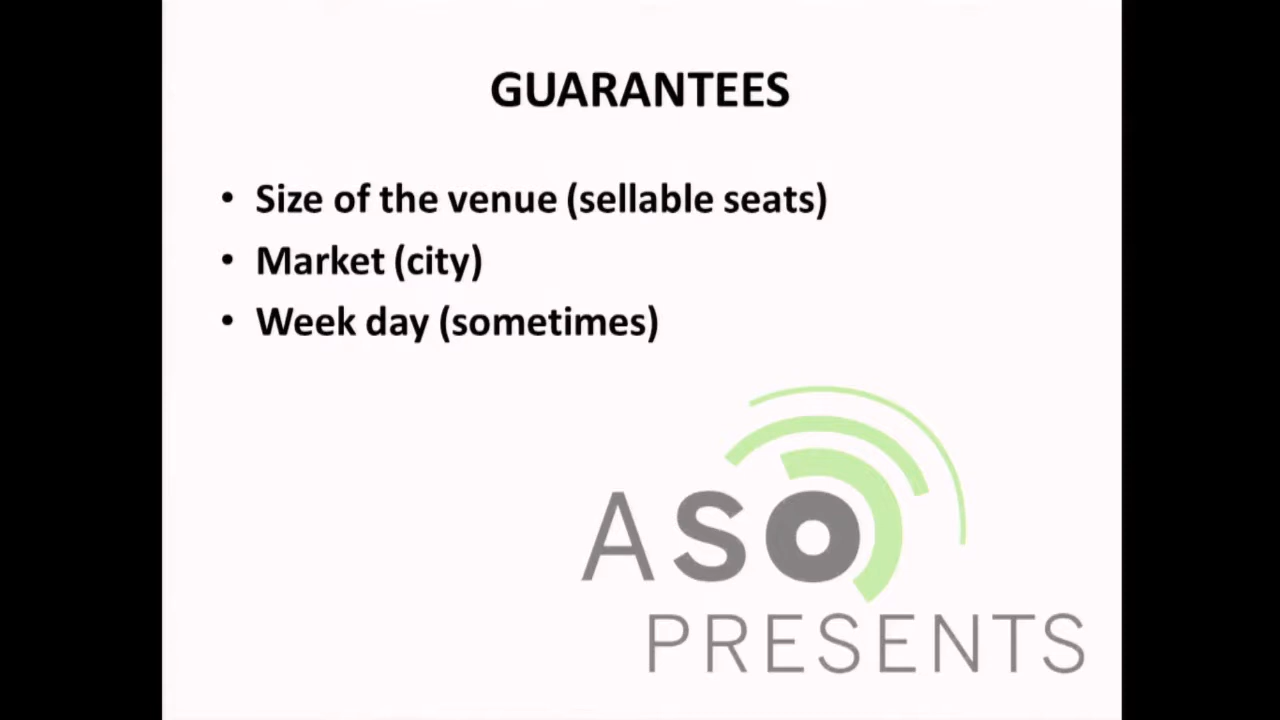 GUARANTEES
• Size of the venue (sellable seats)
• Market (city)
• Week day (sometimes)
ASO
PRESENTS